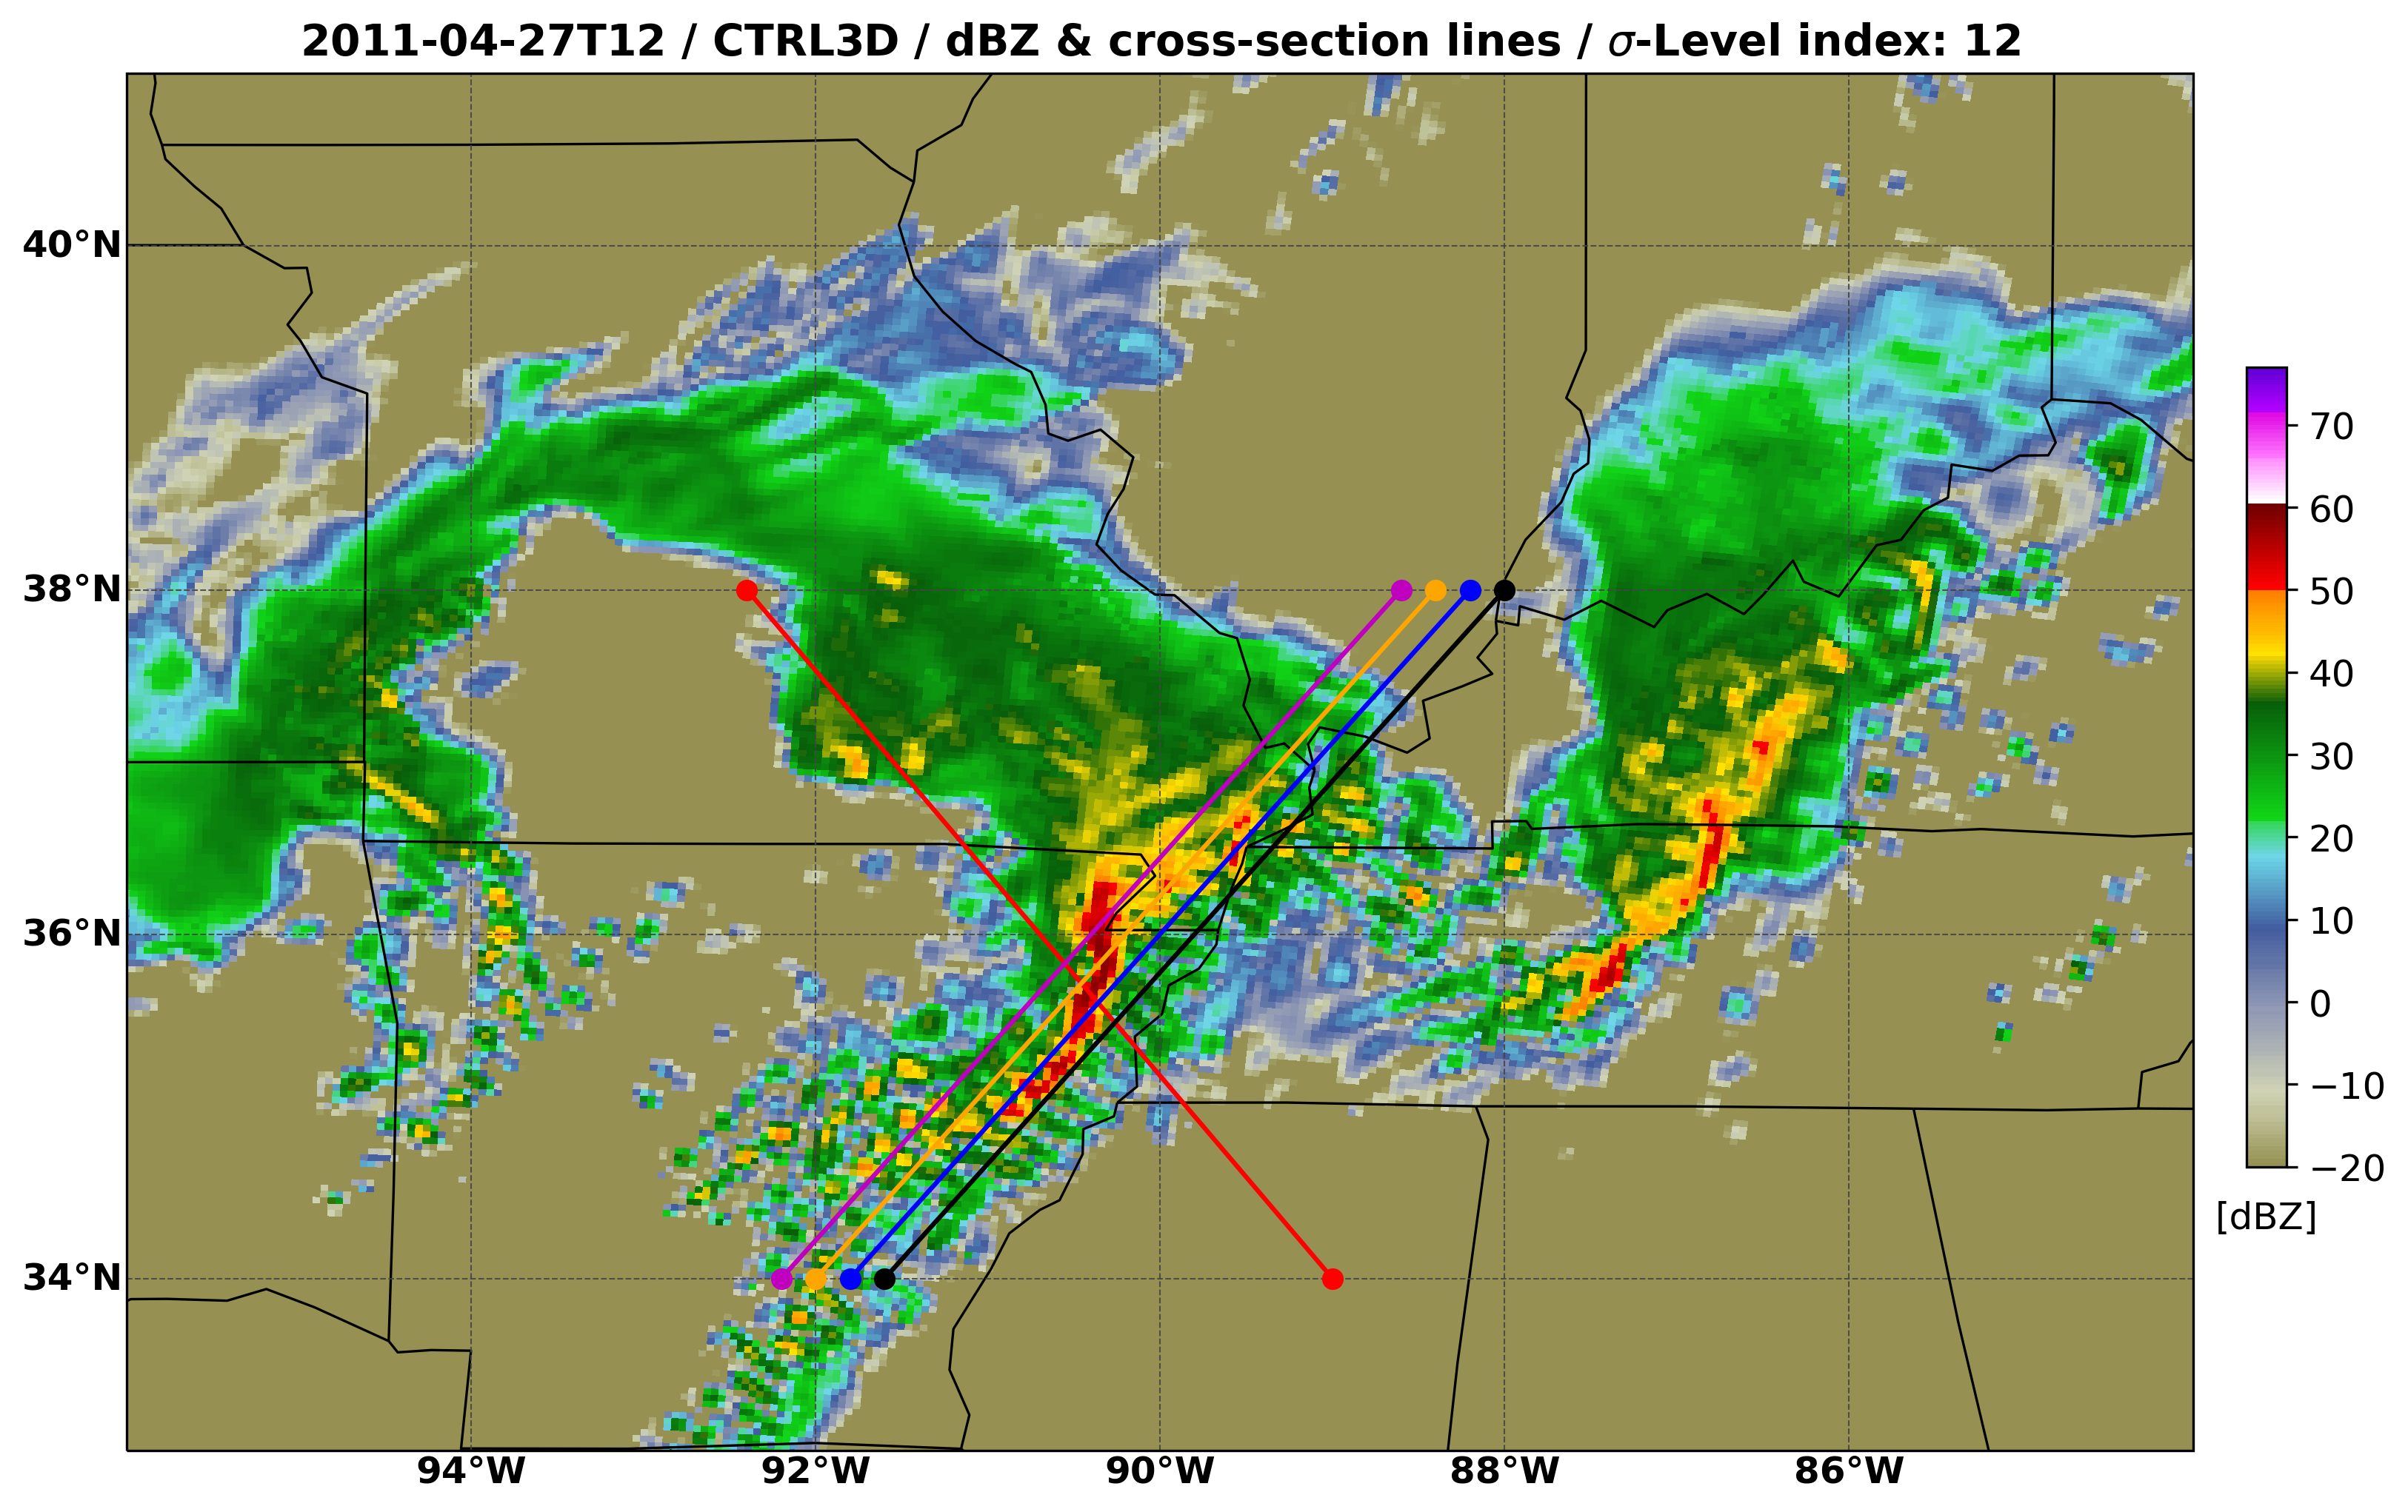 2011-04-27T12 / CTRL3D / dBZ & cross-section lines / σ-Level index: 12
40°N
38°N
36°N
34°N
94°W
92°W
90°W
88°W
86°W
70
60
50
40
30
20
10
0
−10
−20
[dBZ]